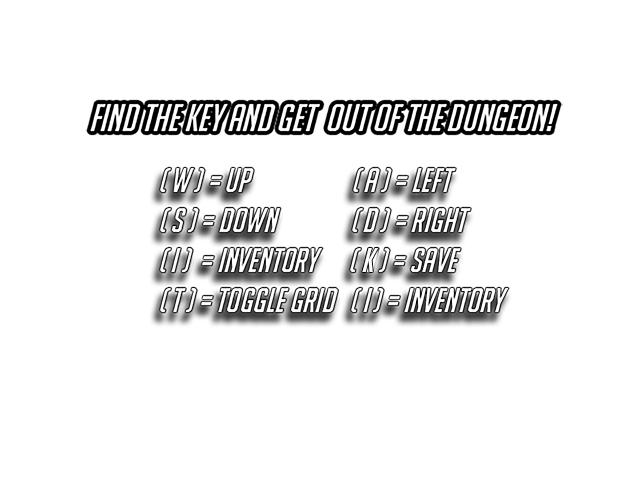 FIND THE KEY AND GET OUT OF THE DUNGEON!
( W ) = UP ( A ) = LEFT
( S ) = DOWN ( D ) = RIGHT
( I ) = INVENTORY ( K ) = SAVE
( T ) = TOGGLE GRID ( I ) = INVENTORY